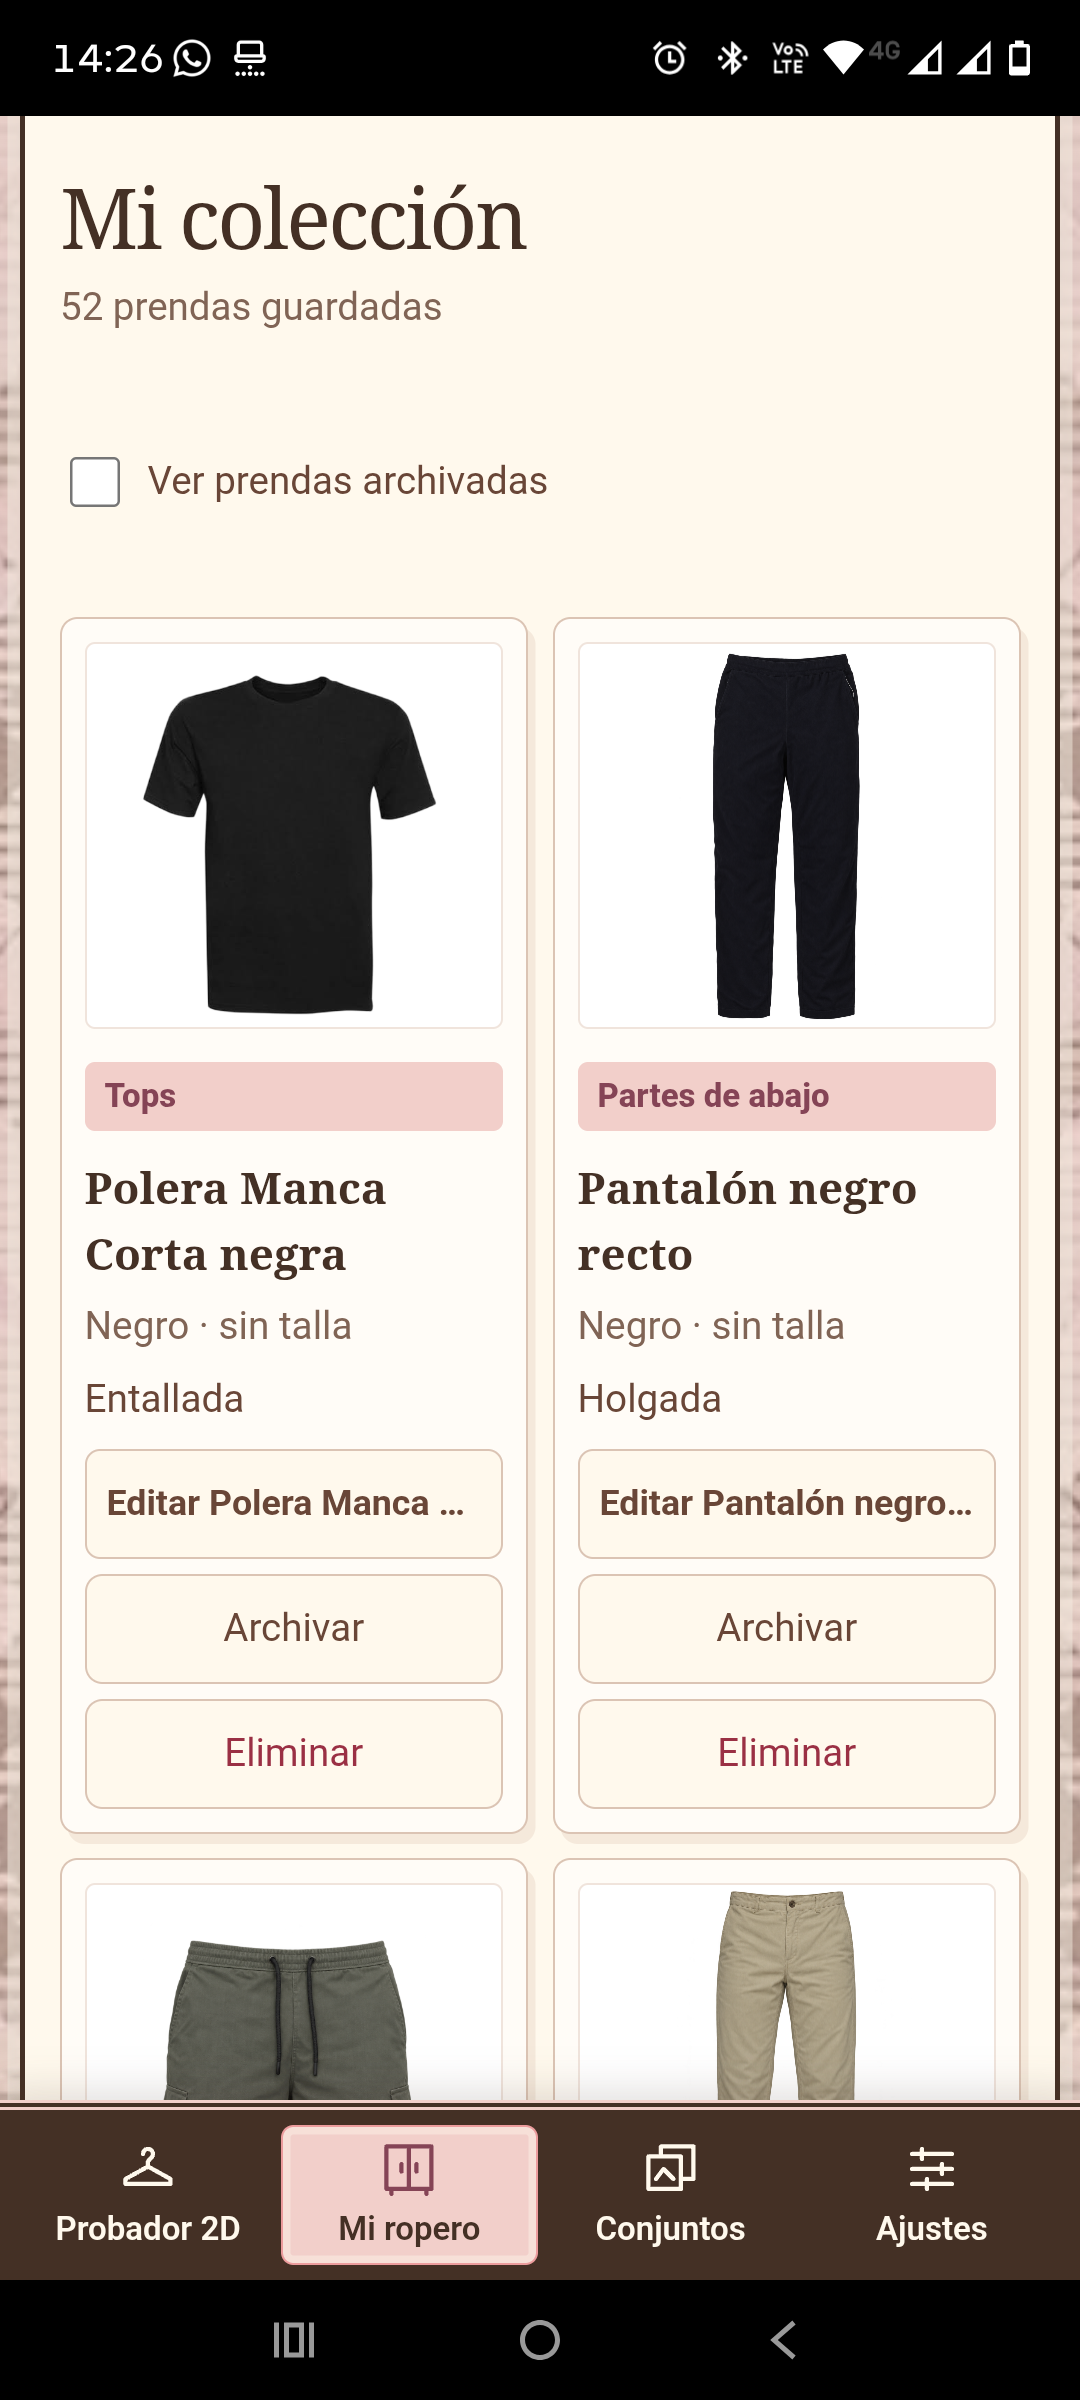 14:26
Vo LTE 4G
Mi colección
52 prendas guardadas
Ver prendas archivadas
Tops
Partes de abajo
Polera Manca
Corta negra
Pantalón negro
recto
Negro · sin talla
Negro · sin talla
Entallada
Holgada
Editar Polera Manca ...
Editar Pantalón negro...
Archivar
Archivar
Eliminar
Eliminar
Probador 2D
Mi ropero
Conjuntos
Ajustes